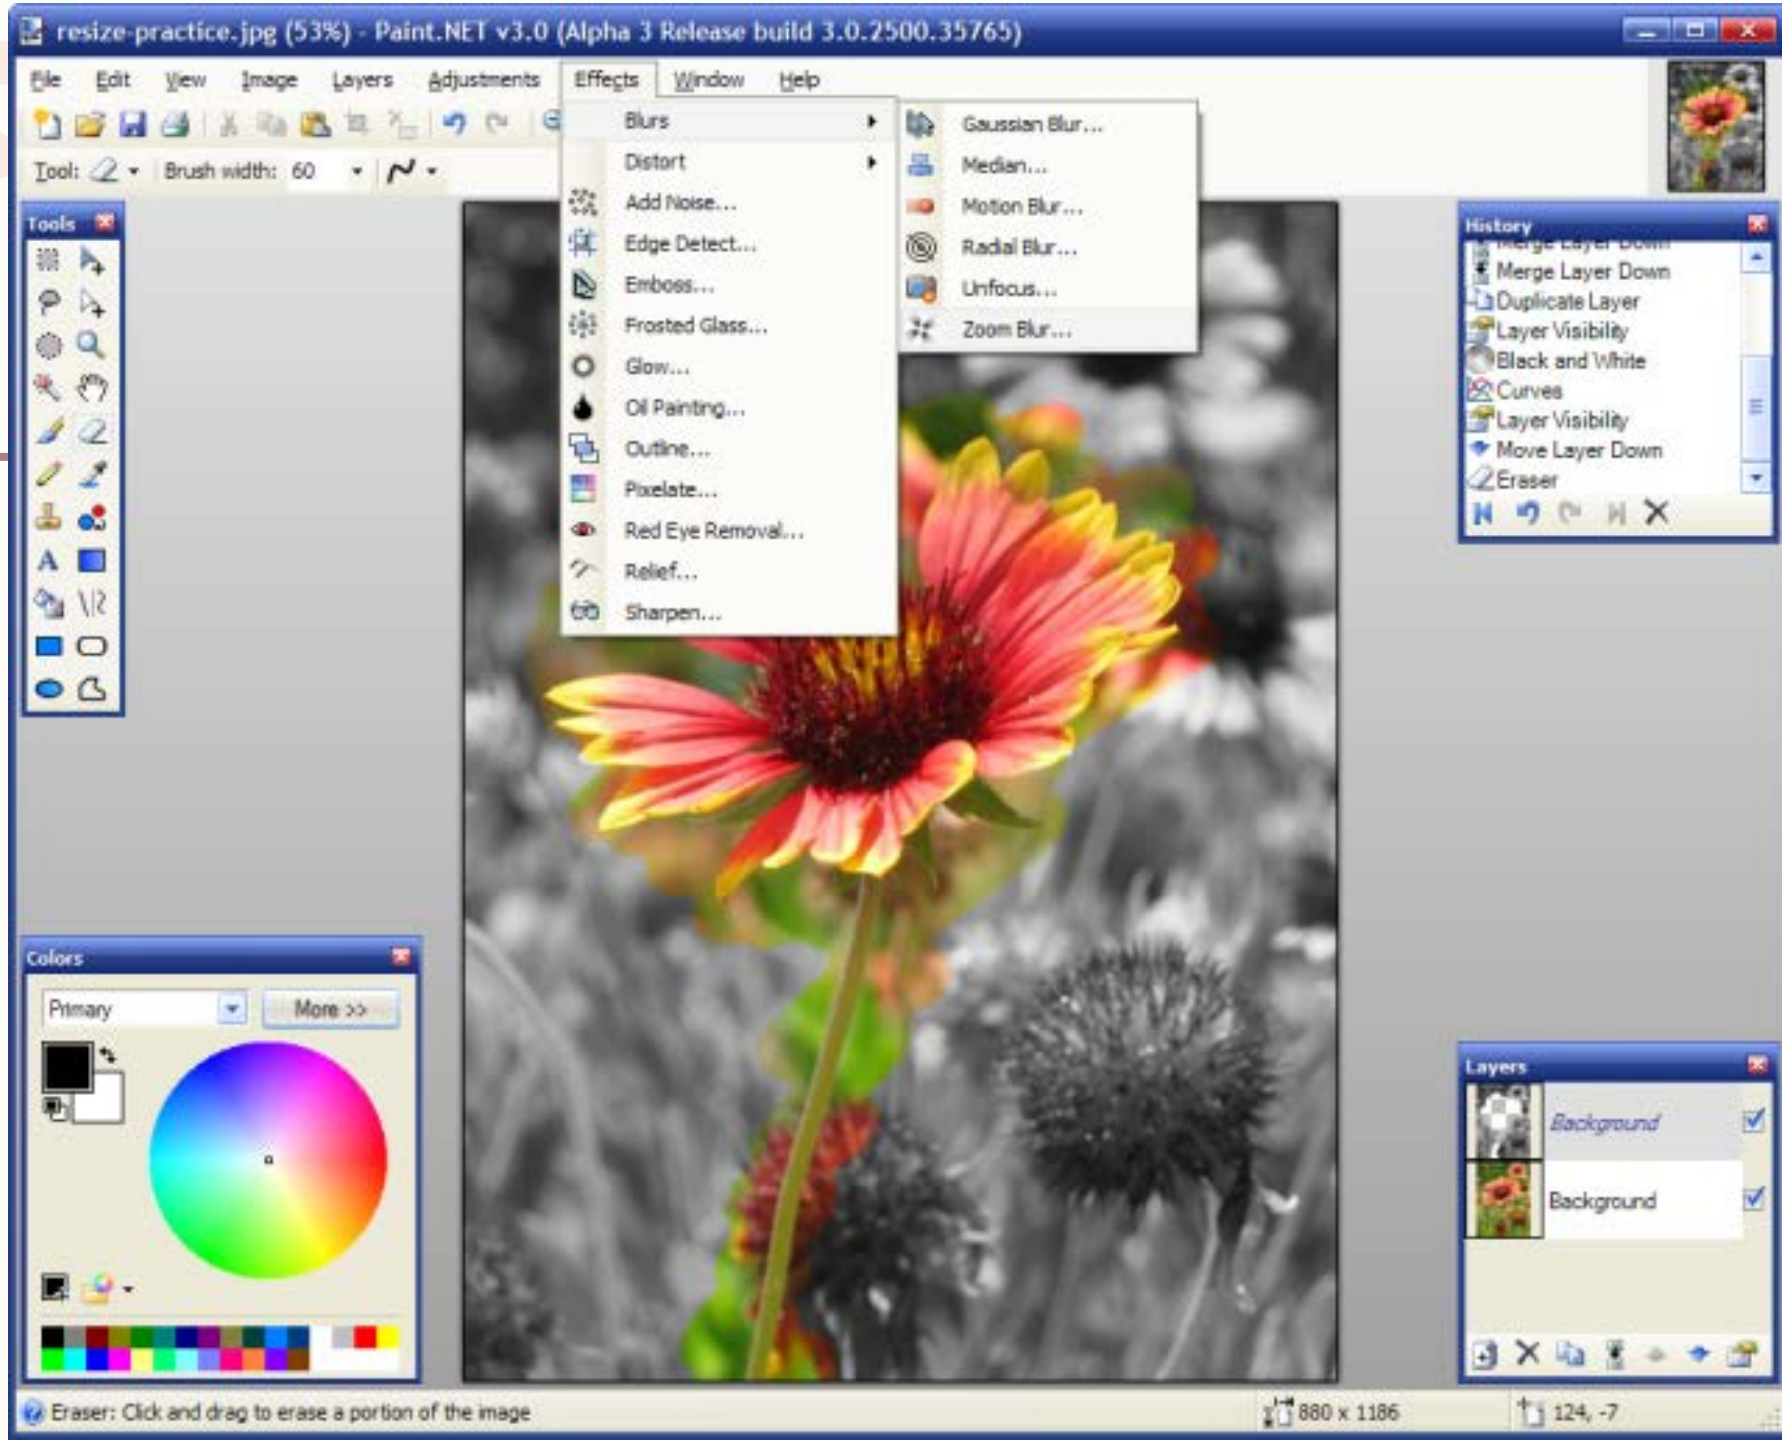 resize-practice.jpg (53%) - Paint.NET v3.0 (Alpha 3 Release build 3.0.2500.35765)
File Edit View Image Layers Adjustments Effects Window Help
Tool: Brush width: 60
Blurs
Distort
Add Noise...
Edge Detect...
Emboss...
Frosted Glass...
Glow...
Oil Painting...
Outline...
Pixelate...
Red Eye Removal...
Relief...
Sharpen...
Gaussian Blur...
Median...
Motion Blur...
Radial Blur...
Unfocus...
Zoom Blur...
Tools
History
Merge Layer Down
Merge Layer Down
Duplicate Layer
Layer Visibility
Black and White
Curves
Layer Visibility
Move Layer Down
Eraser
Colors
Primary
More >>
Layers
Background
Background
Eraser: Click and drag to erase a portion of the image
880 x 1186
124, -7